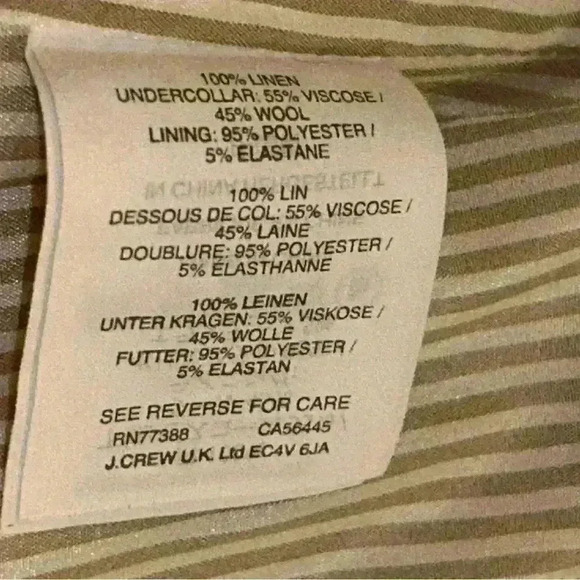 100% LINEN
UNDERCOLLAR: 55% VISCOSE /
45% WOOL
LINING: 95% POLYESTER /
5% ELASTANE
100% LIN
DESSOUS DE COL: 55% VISCOSE /
45% LAINE
DOUBLURE: 95% POLYESTER /
5% ELASTHANNE
100% LEINEN
UNTER KRAGEN: 55% VISKOSE /
45% WOLLE
FUTTER: 95% POLYESTER /
5% ELASTAN
SEE REVERSE FOR CARE
RN77388 CA56445
J.CREW U.K. Ltd EC4V 6JA